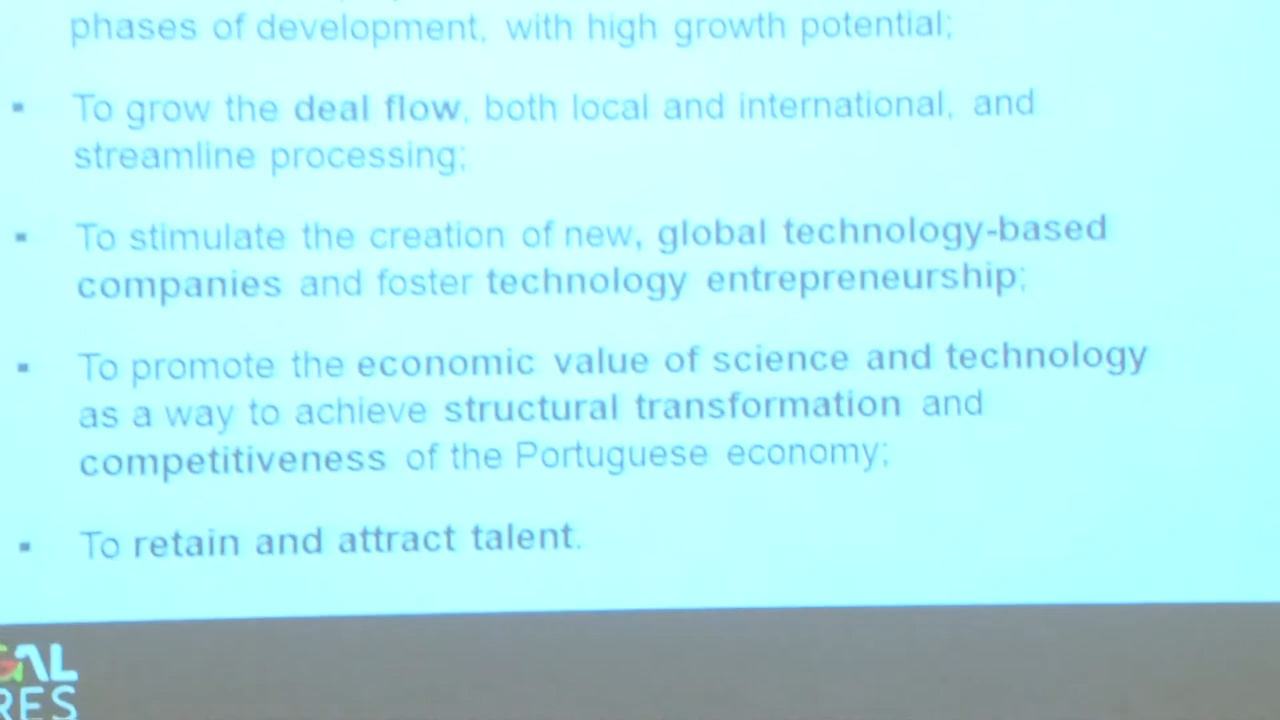 phases of development, with high growth potential;
▪ To grow the deal flow, both local and international, and
streamline processing;
▪ To stimulate the creation of new, global technology-based
companies and foster technology entrepreneurship;
▪ To promote the economic value of science and technology
as a way to achieve structural transformation and
competitiveness of the Portuguese economy;
▪ To retain and attract talent.
GAL
RES